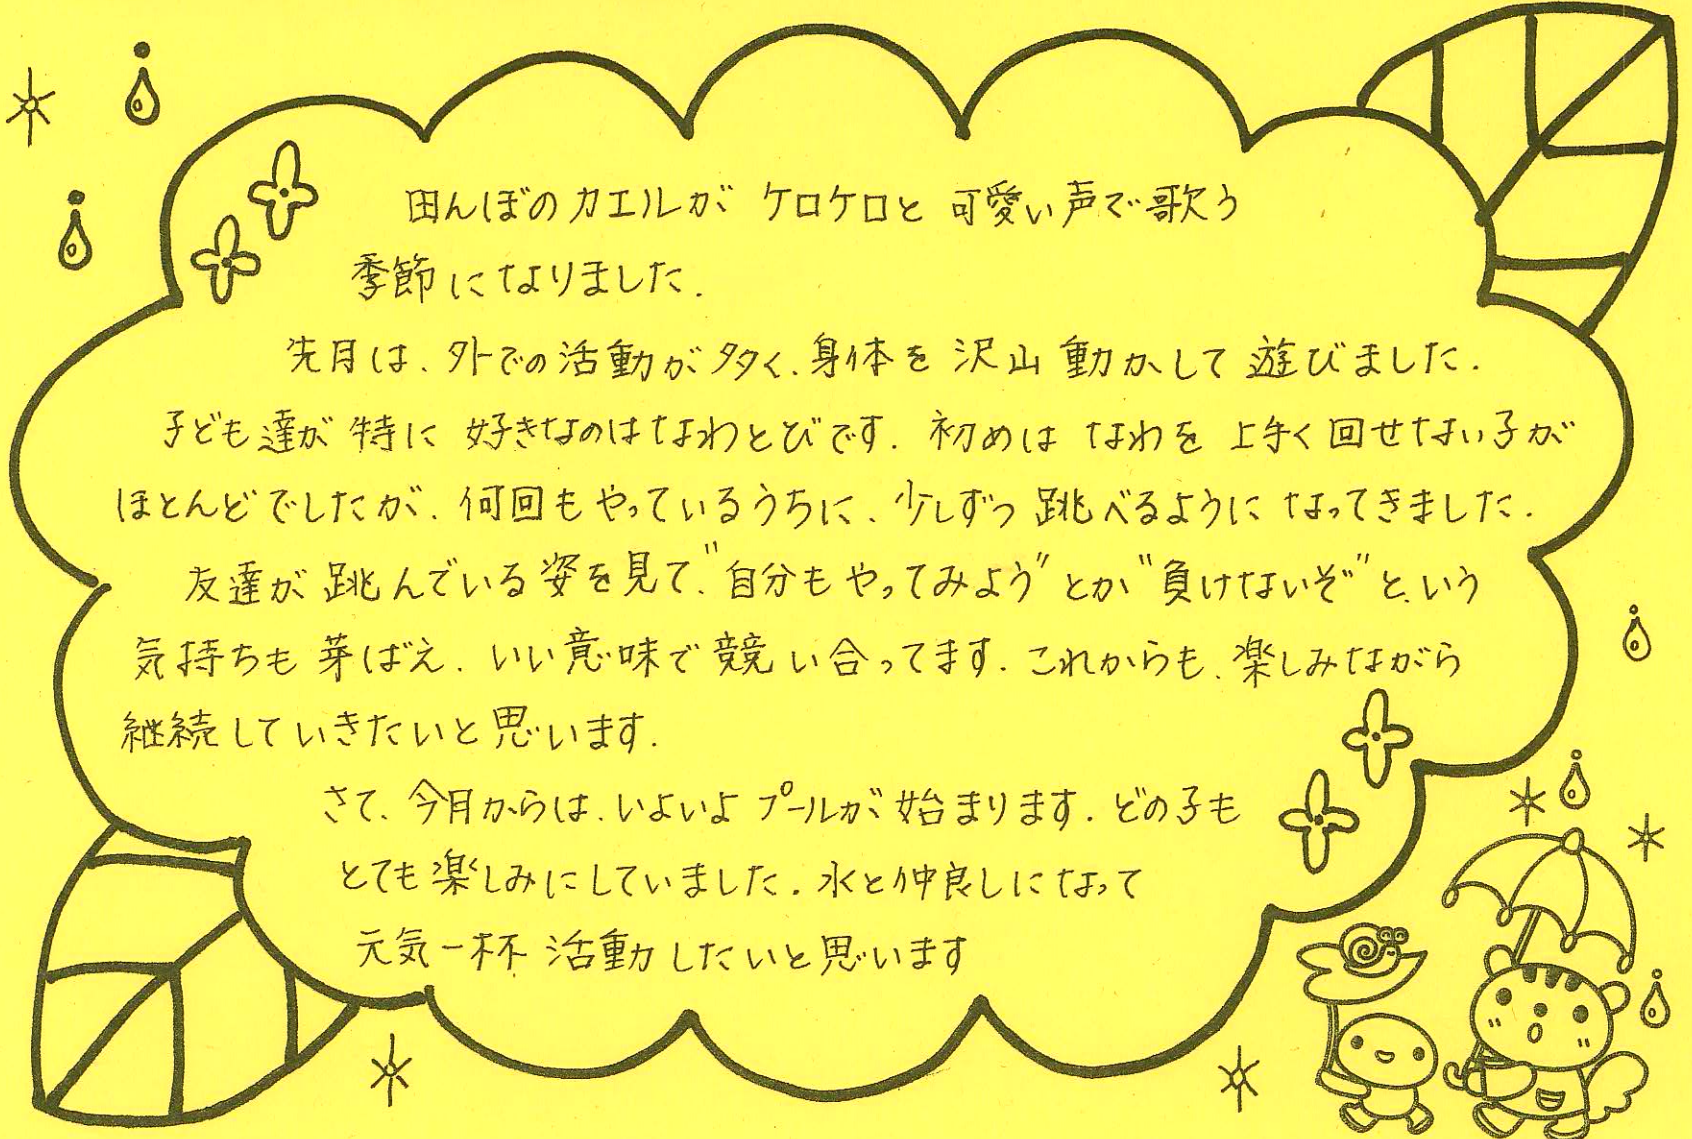 田んぼのカエルが ケロケロと 可愛い声で歌う
季節になりました.
先月は、外での活動が多く、身体を沢山動かして遊びました.
子ども達が特に 好きなのはなわとびです. 初めは なわを 上手く回せない子が
ほとんどでしたが、何回もやっているうちに、少しずつ 跳べるように なってきました.
友達が跳んでいる姿を見て、"自分もやってみよう"とか"負けないぞ"という
気持ちも 芽ばえ、いい意味で競い合ってます. これからも、楽しみながら
継続していきたいと思います.
さて、今月からは、いよいよ プールが始まります. どの子も
とても楽しみにしていました. 水と仲良しになって
元気一杯 活動したいと思います